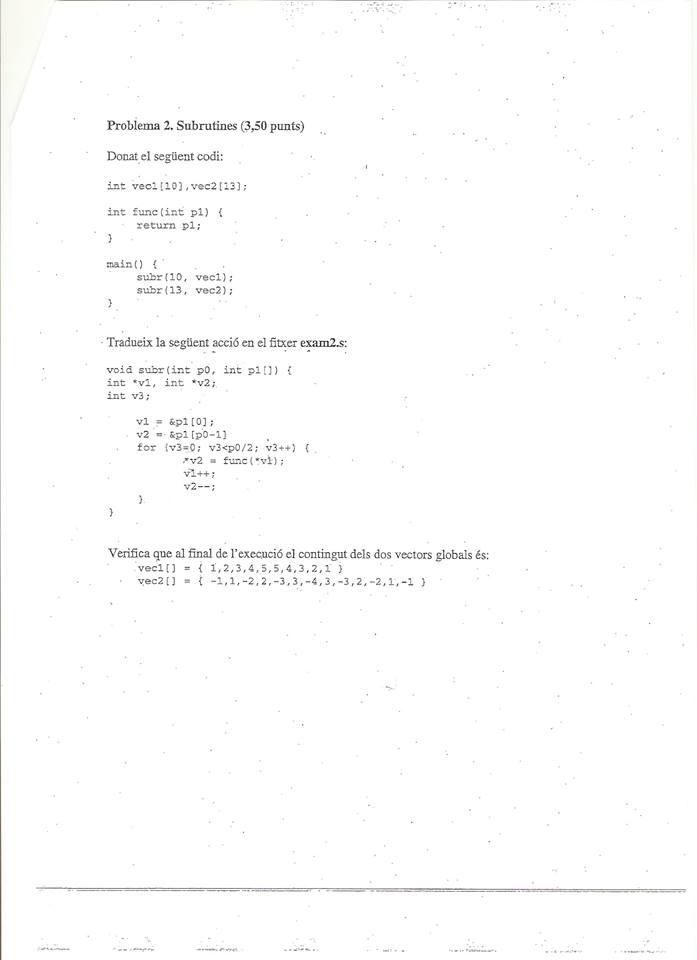 Problema 2. Subrutines (3,50 punts)
Donat el següent codi:
int vec1[10],vec2[13];
int func(int p1) {
return p1;
}
main() {
subr(10, vec1);
subr(13, vec2);
}
Tradueix la següent acció en el fitxer exam2.s:
void subr(int p0, int p1[]) {
int *v1, int *v2;
int v3;
v1 = &p1[0];
v2 = &p1[p0-1]
for (v3=0; v3<p0/2; v3++) {
*v2 = func(*v1);
v1++;
v2--;
}
}
Verifica que al final de l'execució el contingut dels dos vectors globals és:
vec1[] = { 1,2,3,4,5,5,4,3,2,1 }
vec2[] = { -1,1,-2,2,-3,3,-4,3,-3,2,-2,1,-1 }